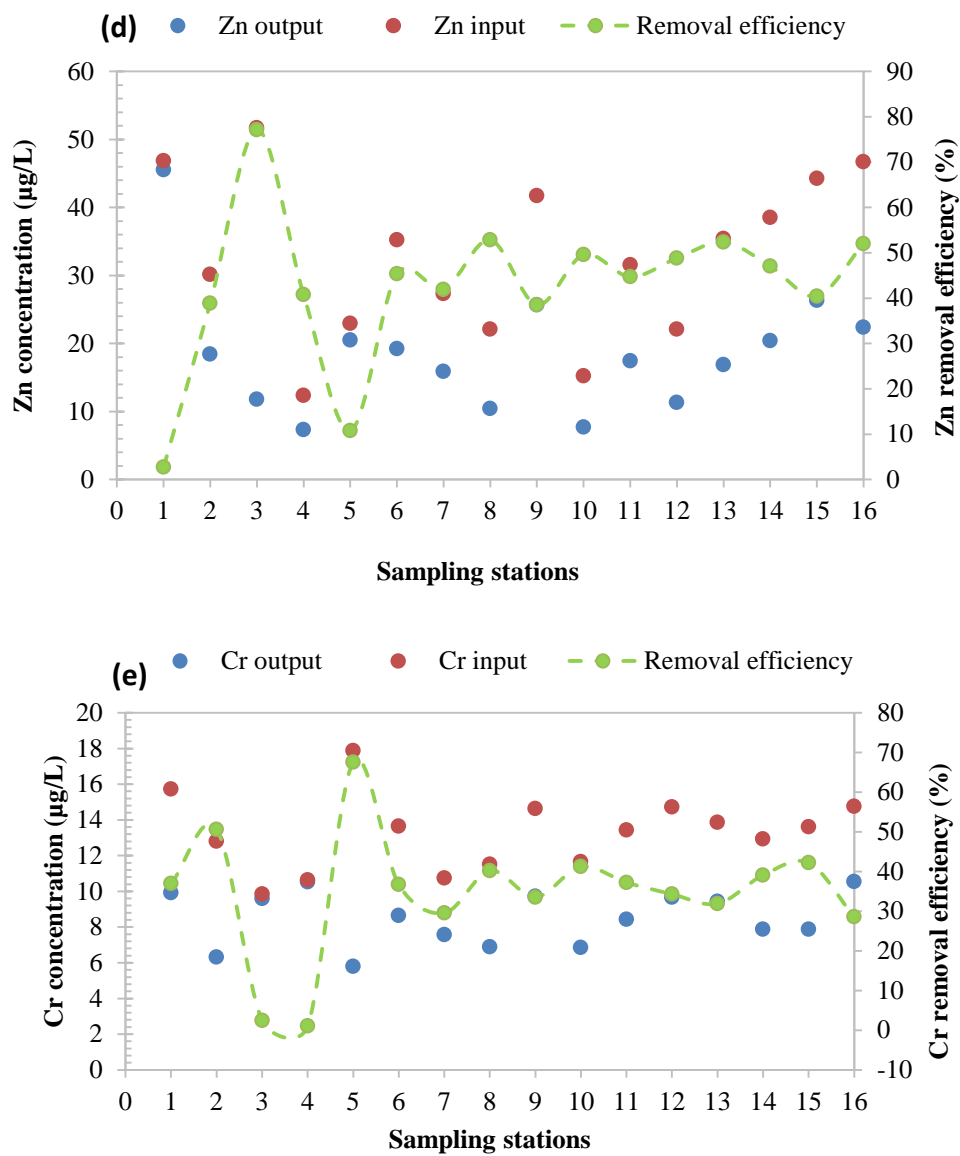 (d) Zn output Zn input Removal efficiency
60 90
80
50
70
40 60
50
30
40
20 30
20
10
10
0 0
Zn concentration (µg/L)
Zn removal efficiency (%)
0 1 2 3 4 5 6 7 8 9 10 11 12 13 14 15 16
Sampling stations
(e) Cr output Cr input Removal efficiency
20 80
18 70
16 60
14 50
12 40
10 30
8 20
6 10
4 0
2
0 -10
Cr concentration (µg/L)
Cr removal efficiency (%)
0 1 2 3 4 5 6 7 8 9 10 11 12 13 14 15 16
Sampling stations